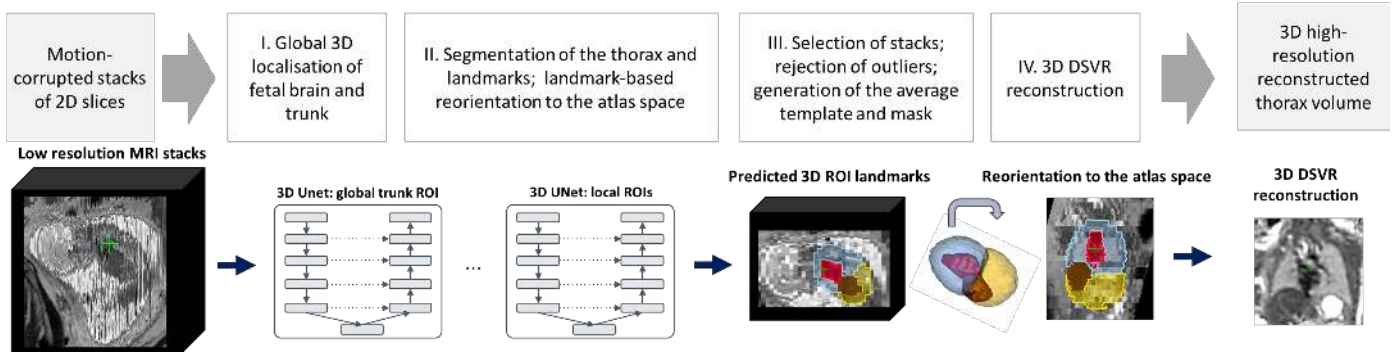 Motion-
corrupted stacks
of 2D slices
I. Global 3D
localisation of
fetal brain and
trunk
II. Segmentation of the thorax and
landmarks; landmark-based
reorientation to the atlas space
III. Selection of stacks;
rejection of outliers;
generation of the average
template and mask
IV. 3D DSVR
reconstruction
3D high-
resolution
reconstructed
thorax volume
Low resolution MRI stacks
3D Unet: global trunk ROI
...
3D UNet: local ROIs
Predicted 3D ROI landmarks
Reorientation to the atlas space
3D DSVR
reconstruction